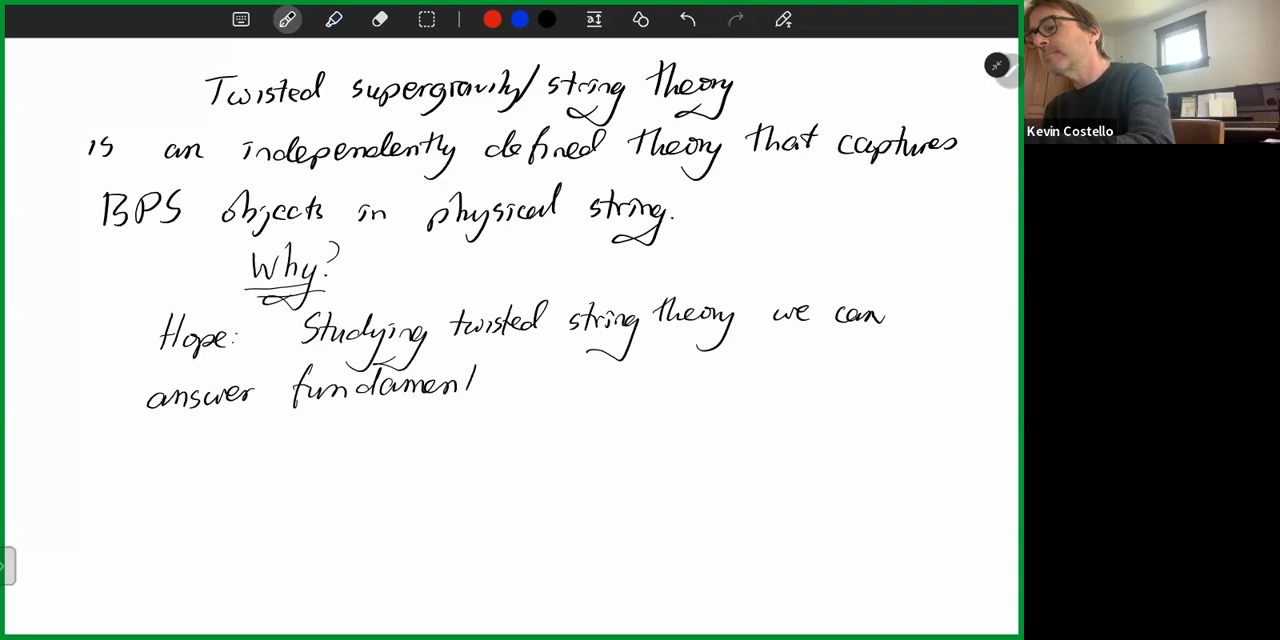 Twisted supergravity/string theory
is an independently defined theory that captures
BPS objects in physical string.
Why?
Hope: Studying twisted string theory we can
answer fundament
Kevin Costello